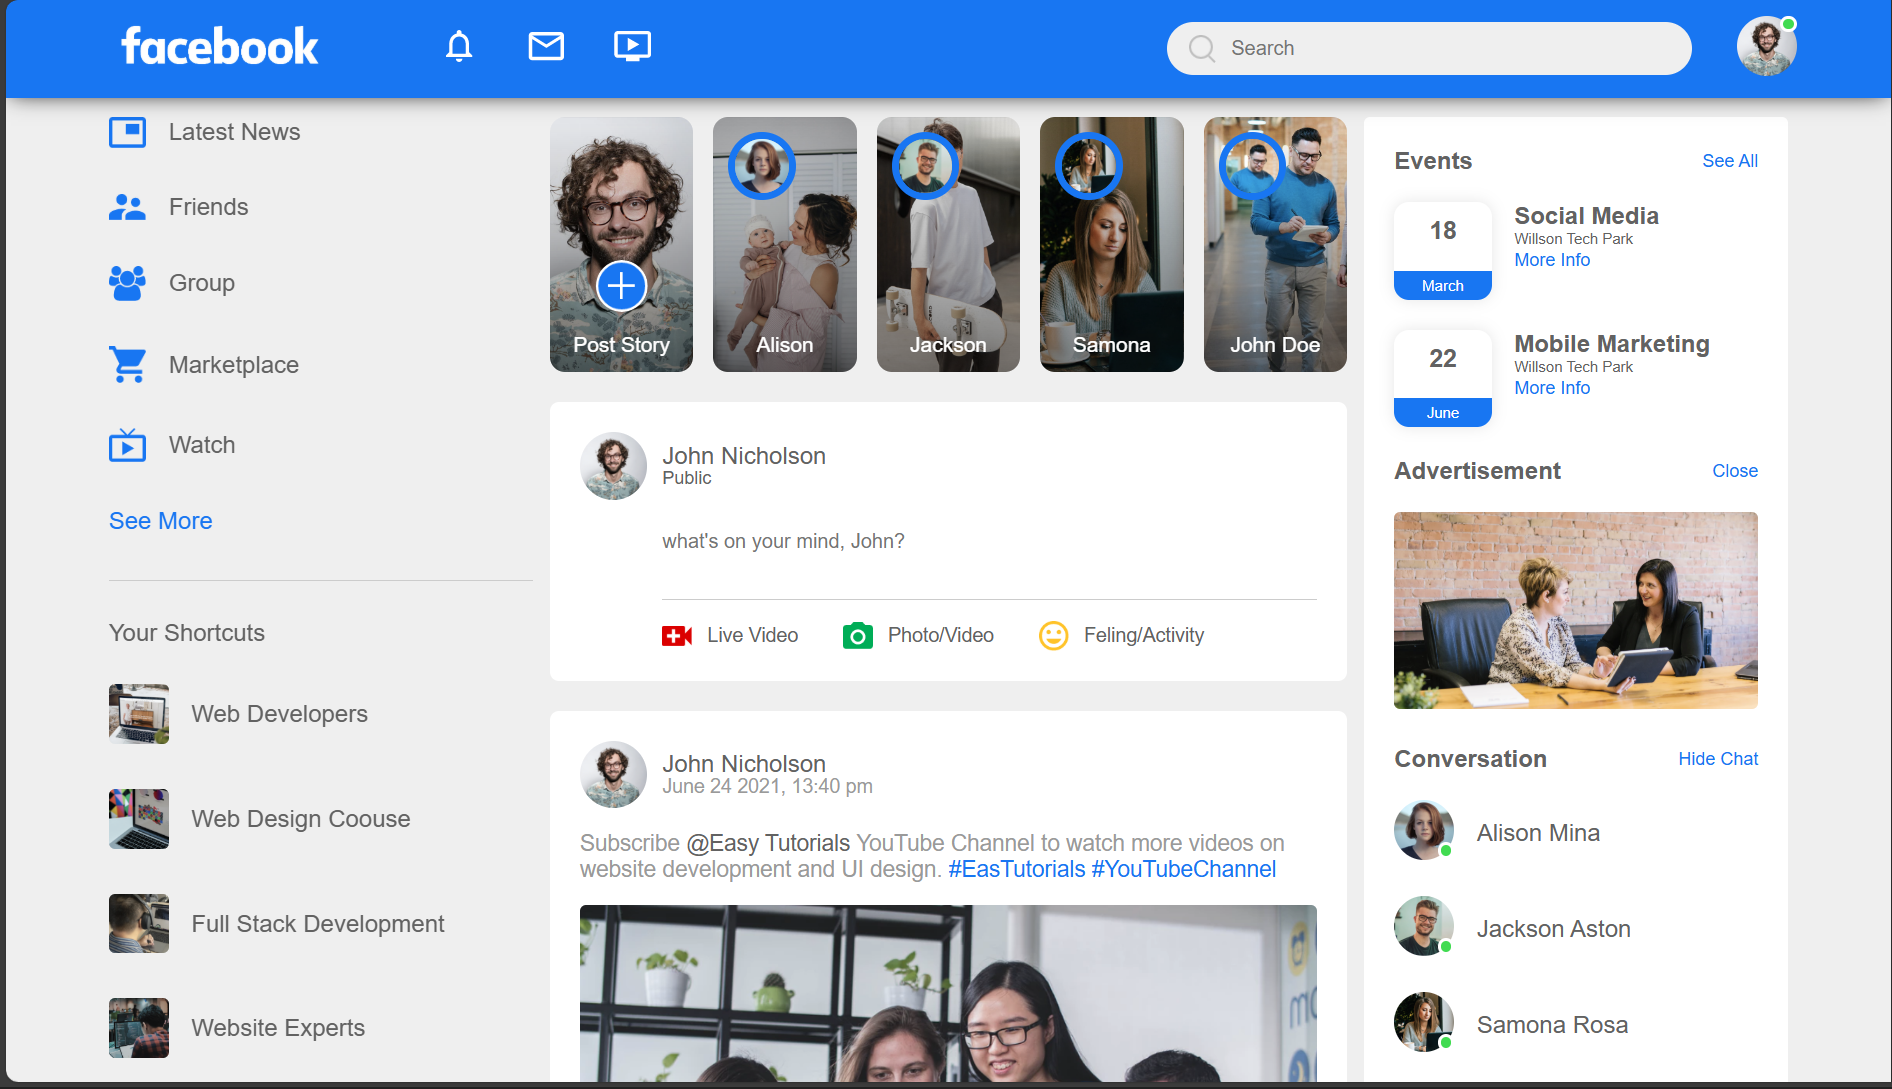 facebook
Search
Latest News
Friends
Group
Marketplace
Watch
See More
Your Shortcuts
Web Developers
Web Design Coouse
Full Stack Development
Website Experts
Post Story
Alison
Jackson
Samona
John Doe
John Nicholson
Public
what's on your mind, John?
Live Video
Photo/Video
Feling/Activity
John Nicholson
June 24 2021, 13:40 pm
Subscribe @Easy Tutorials YouTube Channel to watch more videos on
website development and UI design. #EasTutorials #YouTubeChannel
Events
See All
18
March
Social Media
Willson Tech Park
More Info
22
June
Mobile Marketing
Willson Tech Park
More Info
Advertisement
Close
Conversation
Hide Chat
Alison Mina
Jackson Aston
Samona Rosa